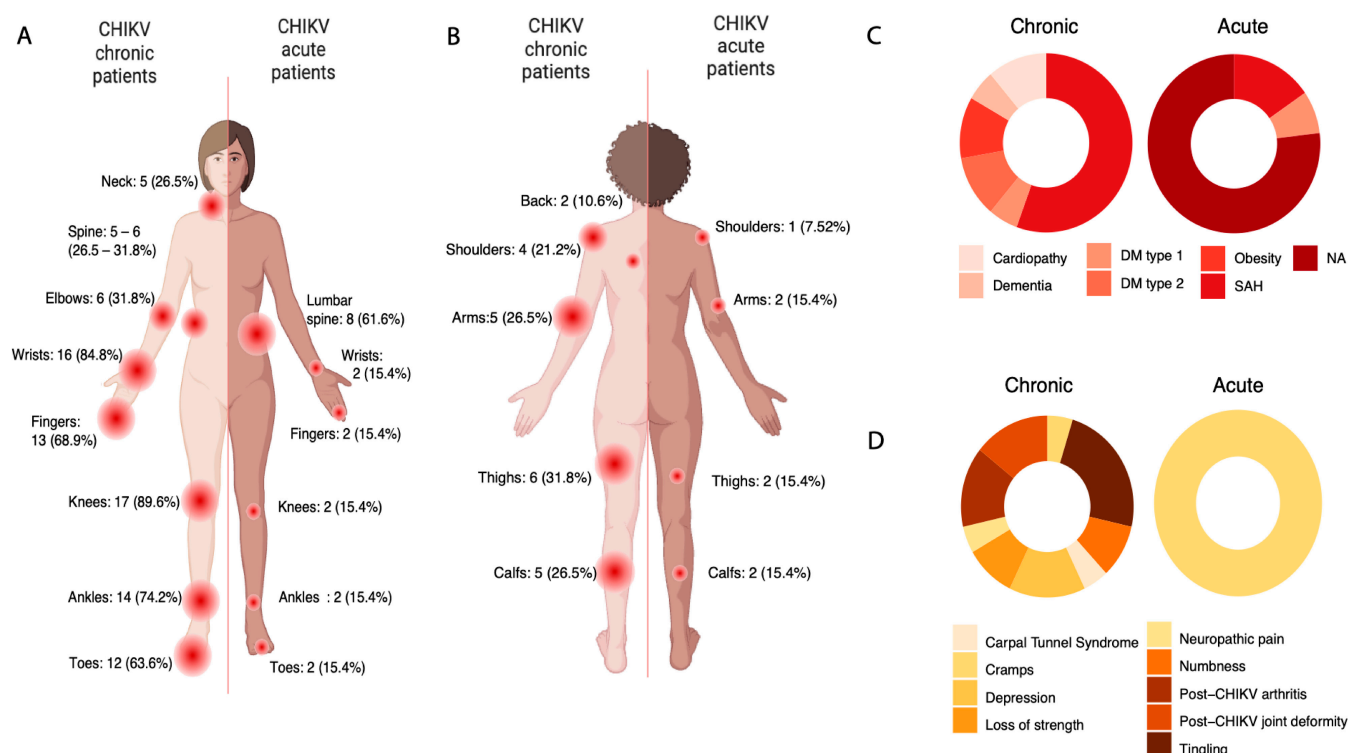 A
CHIKV
chronic
patients
CHIKV
acute
patients
Neck: 5 (26.5%)
Spine: 5 – 6
(26.5 – 31.8%)
Elbows: 6 (31.8%)
Lumbar
spine: 8 (61.6%)
Wrists: 16 (84.8%)
Wrists:
2 (15.4%)
Fingers:
13 (68.9%)
Fingers: 2 (15.4%)
Knees: 17 (89.6%)
Knees: 2 (15.4%)
Ankles: 14 (74.2%)
Ankles : 2 (15.4%)
Toes: 12 (63.6%)
Toes: 2 (15.4%)
B
CHIKV
chronic
patients
CHIKV
acute
patients
Back: 2 (10.6%)
Shoulders: 1 (7.52%)
Shoulders: 4 (21.2%)
Arms: 2 (15.4%)
Arms:5 (26.5%)
Thighs: 6 (31.8%)
Thighs: 2 (15.4%)
Calfs: 5 (26.5%)
Calfs: 2 (15.4%)
C
Chronic
Acute
Cardiopathy
Dementia
DM type 1
DM type 2
Obesity
SAH
NA
D
Chronic
Acute
Carpal Tunnel Syndrome
Cramps
Depression
Loss of strength
Neuropathic pain
Numbness
Post–CHIKV arthritis
Post–CHIKV joint deformity
Tingling